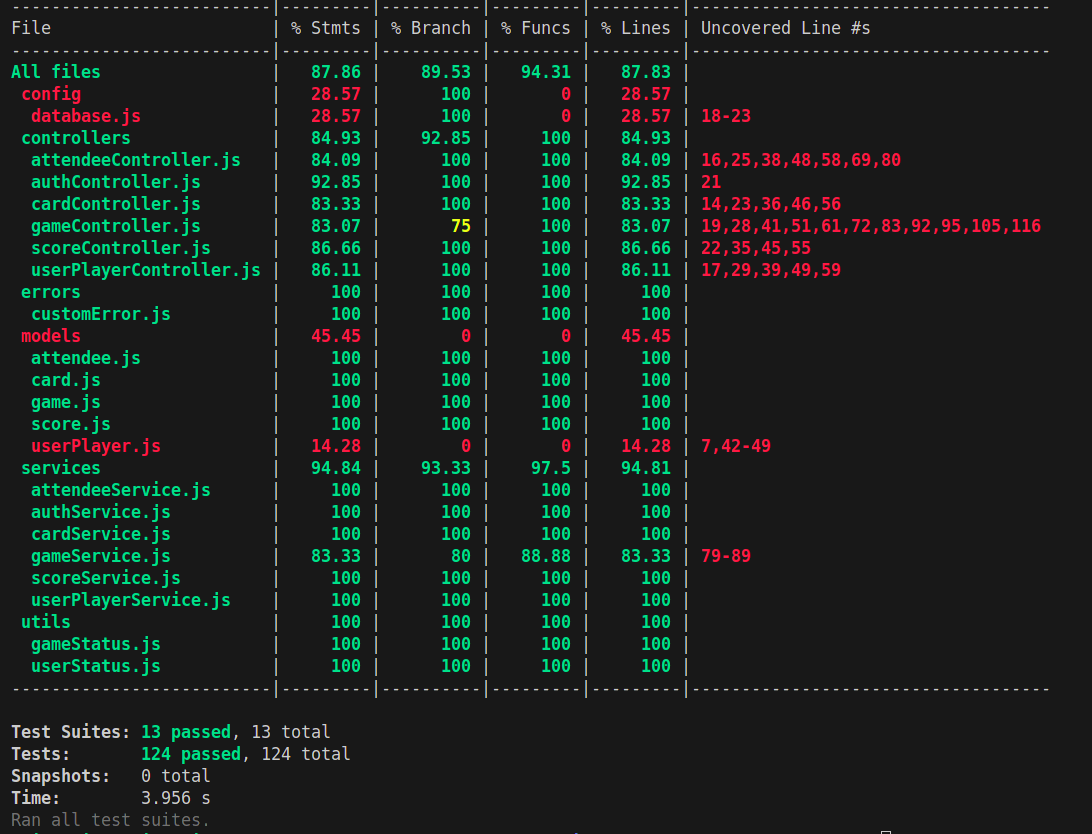 ---------------------------|---------|----------|---------|---------|------------------------------------
File                       | % Stmts | % Branch | % Funcs | % Lines | Uncovered Line #s
---------------------------|---------|----------|---------|---------|------------------------------------
All files                  |   87.86 |    89.53 |   94.31 |   87.83 |
 config                    |   28.57 |      100 |       0 |   28.57 |
  database.js              |   28.57 |      100 |       0 |   28.57 | 18-23
 controllers               |   84.93 |    92.85 |     100 |   84.93 |
  attendeeController.js    |   84.09 |      100 |     100 |   84.09 | 16,25,38,48,58,69,80
  authController.js        |   92.85 |      100 |     100 |   92.85 | 21
  cardController.js        |   83.33 |      100 |     100 |   83.33 | 14,23,36,46,56
  gameController.js        |   83.07 |       75 |     100 |   83.07 | 19,28,41,51,61,72,83,92,95,105,116
  scoreController.js       |   86.66 |      100 |     100 |   86.66 | 22,35,45,55
  userPlayerController.js  |   86.11 |      100 |     100 |   86.11 | 17,29,39,49,59
 errors                    |     100 |      100 |     100 |     100 |
  customError.js           |     100 |      100 |     100 |     100 |
 models                    |   45.45 |        0 |       0 |   45.45 |
  attendee.js              |     100 |      100 |     100 |     100 |
  card.js                  |     100 |      100 |     100 |     100 |
  game.js                  |     100 |      100 |     100 |     100 |
  score.js                 |     100 |      100 |     100 |     100 |
  userPlayer.js            |   14.28 |        0 |       0 |   14.28 | 7,42-49
 services                  |   94.84 |    93.33 |    97.5 |   94.81 |
  attendeeService.js       |     100 |      100 |     100 |     100 |
  authService.js           |     100 |      100 |     100 |     100 |
  cardService.js           |     100 |      100 |     100 |     100 |
  gameService.js           |   83.33 |       80 |   88.88 |   83.33 | 79-89
  scoreService.js          |     100 |      100 |     100 |     100 |
  userPlayerService.js     |     100 |      100 |     100 |     100 |
 utils                     |     100 |      100 |     100 |     100 |
  gameStatus.js            |     100 |      100 |     100 |     100 |
  userStatus.js            |     100 |      100 |     100 |     100 |
---------------------------|---------|----------|---------|---------|------------------------------------
Test Suites: 13 passed, 13 total
Tests:       124 passed, 124 total
Snapshots:   0 total
Time:        3.956 s
Ran all test suites.